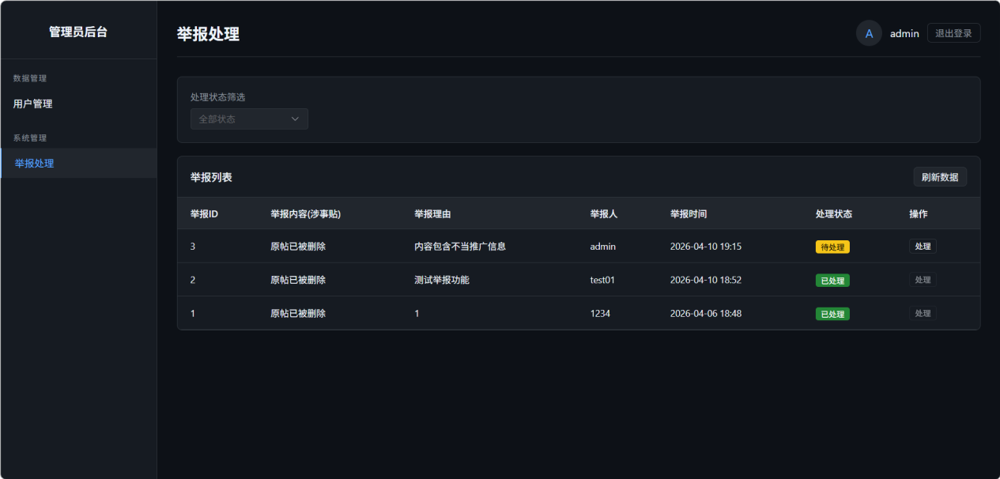 管理员后台
数据管理
用户管理
系统管理
举报处理
举报处理
A admin 退出登录
处理状态筛选
全部状态
举报列表 刷新数据
举报ID 举报内容(涉事贴) 举报理由 举报人 举报时间 处理状态 操作
3 原帖已被删除 内容包含不当推广信息 admin 2026-04-10 19:15 待处理 处理
2 原帖已被删除 测试举报功能 test01 2026-04-10 18:52 已处理 处理
1 原帖已被删除 1 1234 2026-04-06 18:48 已处理 处理